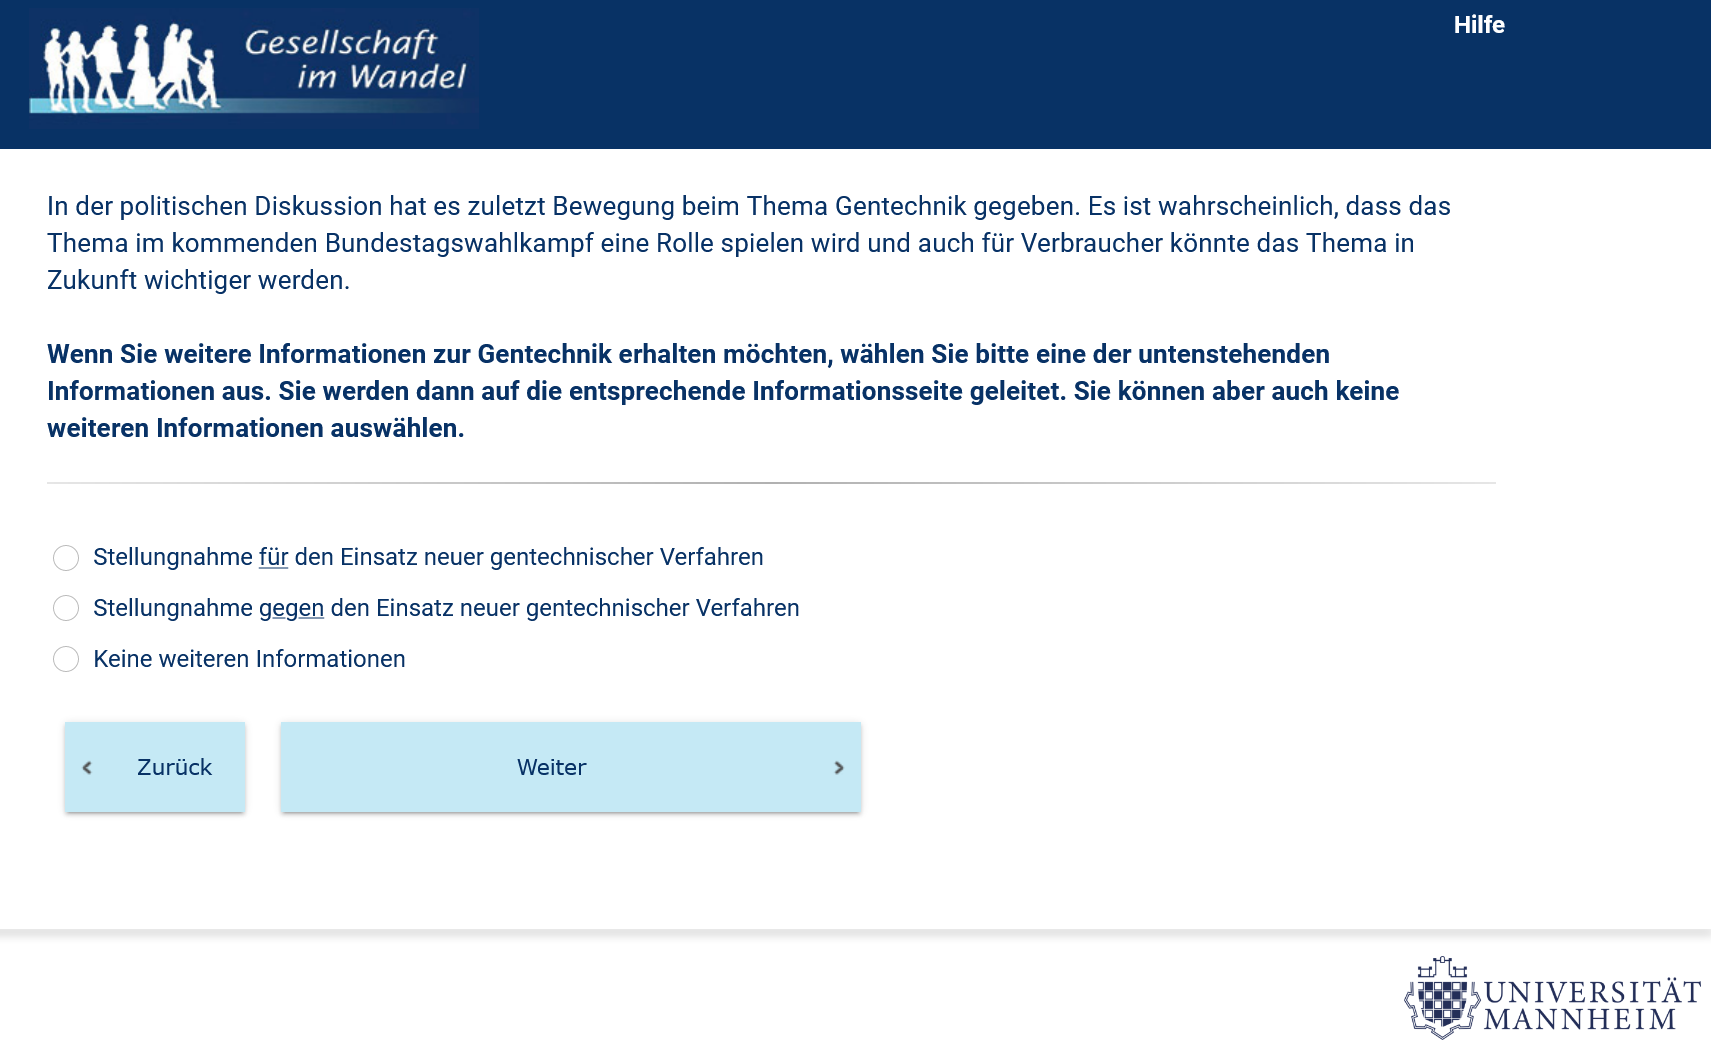 Gesellschaft
im Wandel
Hilfe
In der politischen Diskussion hat es zuletzt Bewegung beim Thema Gentechnik gegeben. Es ist wahrscheinlich, dass das
Thema im kommenden Bundestagswahlkampf eine Rolle spielen wird und auch für Verbraucher könnte das Thema in
Zukunft wichtiger werden.
Wenn Sie weitere Informationen zur Gentechnik erhalten möchten, wählen Sie bitte eine der untenstehenden
Informationen aus. Sie werden dann auf die entsprechende Informationsseite geleitet. Sie können aber auch keine
weiteren Informationen auswählen.
Stellungnahme für den Einsatz neuer gentechnischer Verfahren
Stellungnahme gegen den Einsatz neuer gentechnischer Verfahren
Keine weiteren Informationen
Zurück
Weiter
UNIVERSITÄT
MANNHEIM